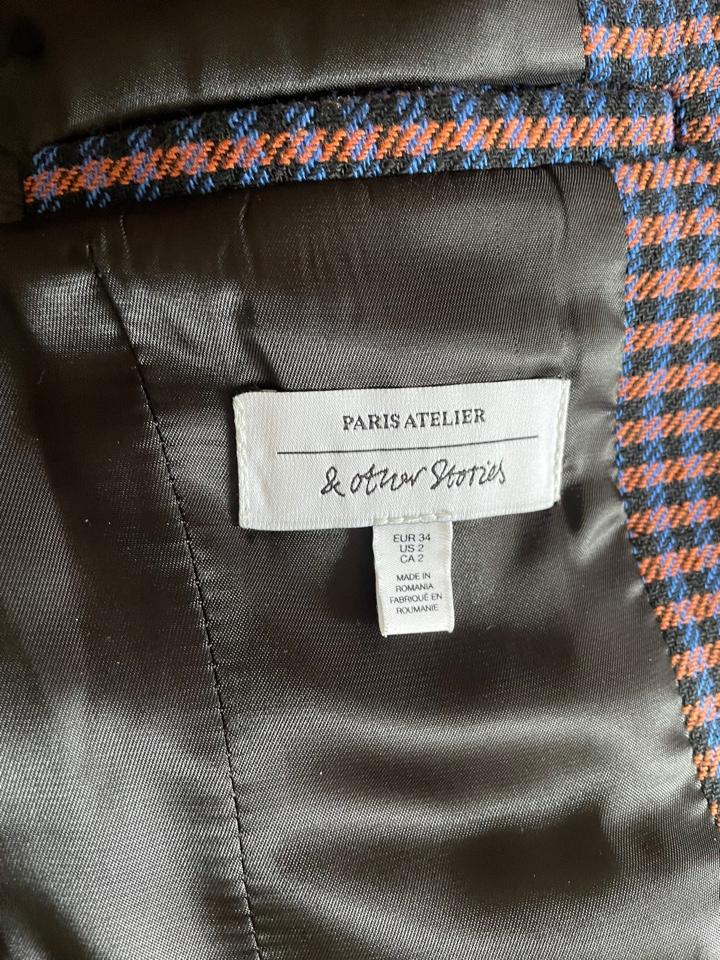 PARIS ATELIER
& other Stories
EUR 34
US 2
CA 2
MADE IN
ROMANIA
FABRIQUÉ EN
ROUMANIE